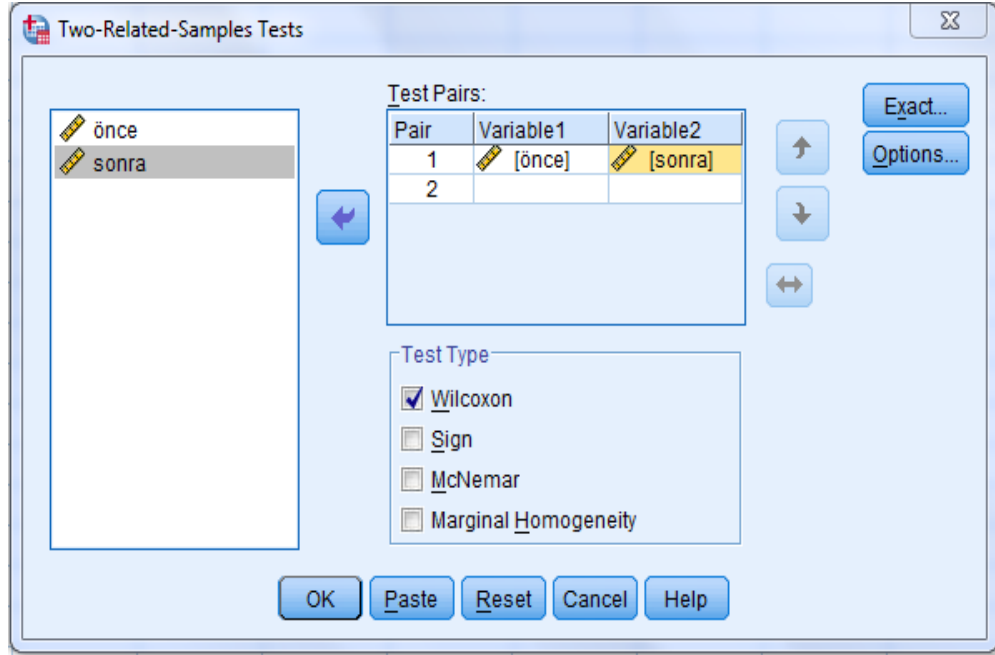 Two-Related-Samples Tests
önce
sonra
Test Pairs:
Pair Variable1 Variable2
1 [önce] [sonra]
2
Exact...
Options...
Test Type
Wilcoxon
Sign
McNemar
Marginal Homogeneity
OK Paste Reset Cancel Help